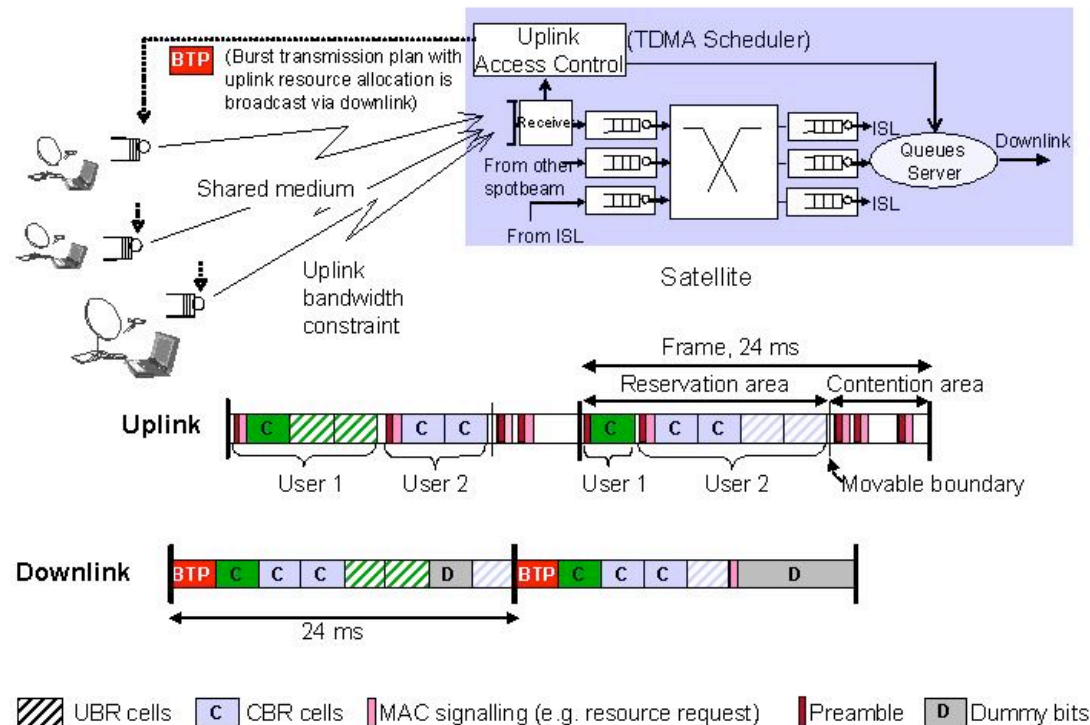 Uplink
Access Control
(TDMA Scheduler)
BTP
(Burst transmission plan with
uplink resource allocation is
broadcast via downlink)
Receiver
ISL
From other
spotbeam
Queues
Server
Downlink
Shared medium
ISL
From ISL
Uplink
bandwidth
constraint
Satellite
Frame, 24 ms
Reservation area
Contention area
Uplink
C
C C
C
C C
User 1
User 2
User 1
User 2
Movable boundary
Downlink
BTP C C C D BTP C C C D
24 ms
UBR cells
C CBR cells
MAC signalling (e.g. resource request)
Preamble
D Dummy bits